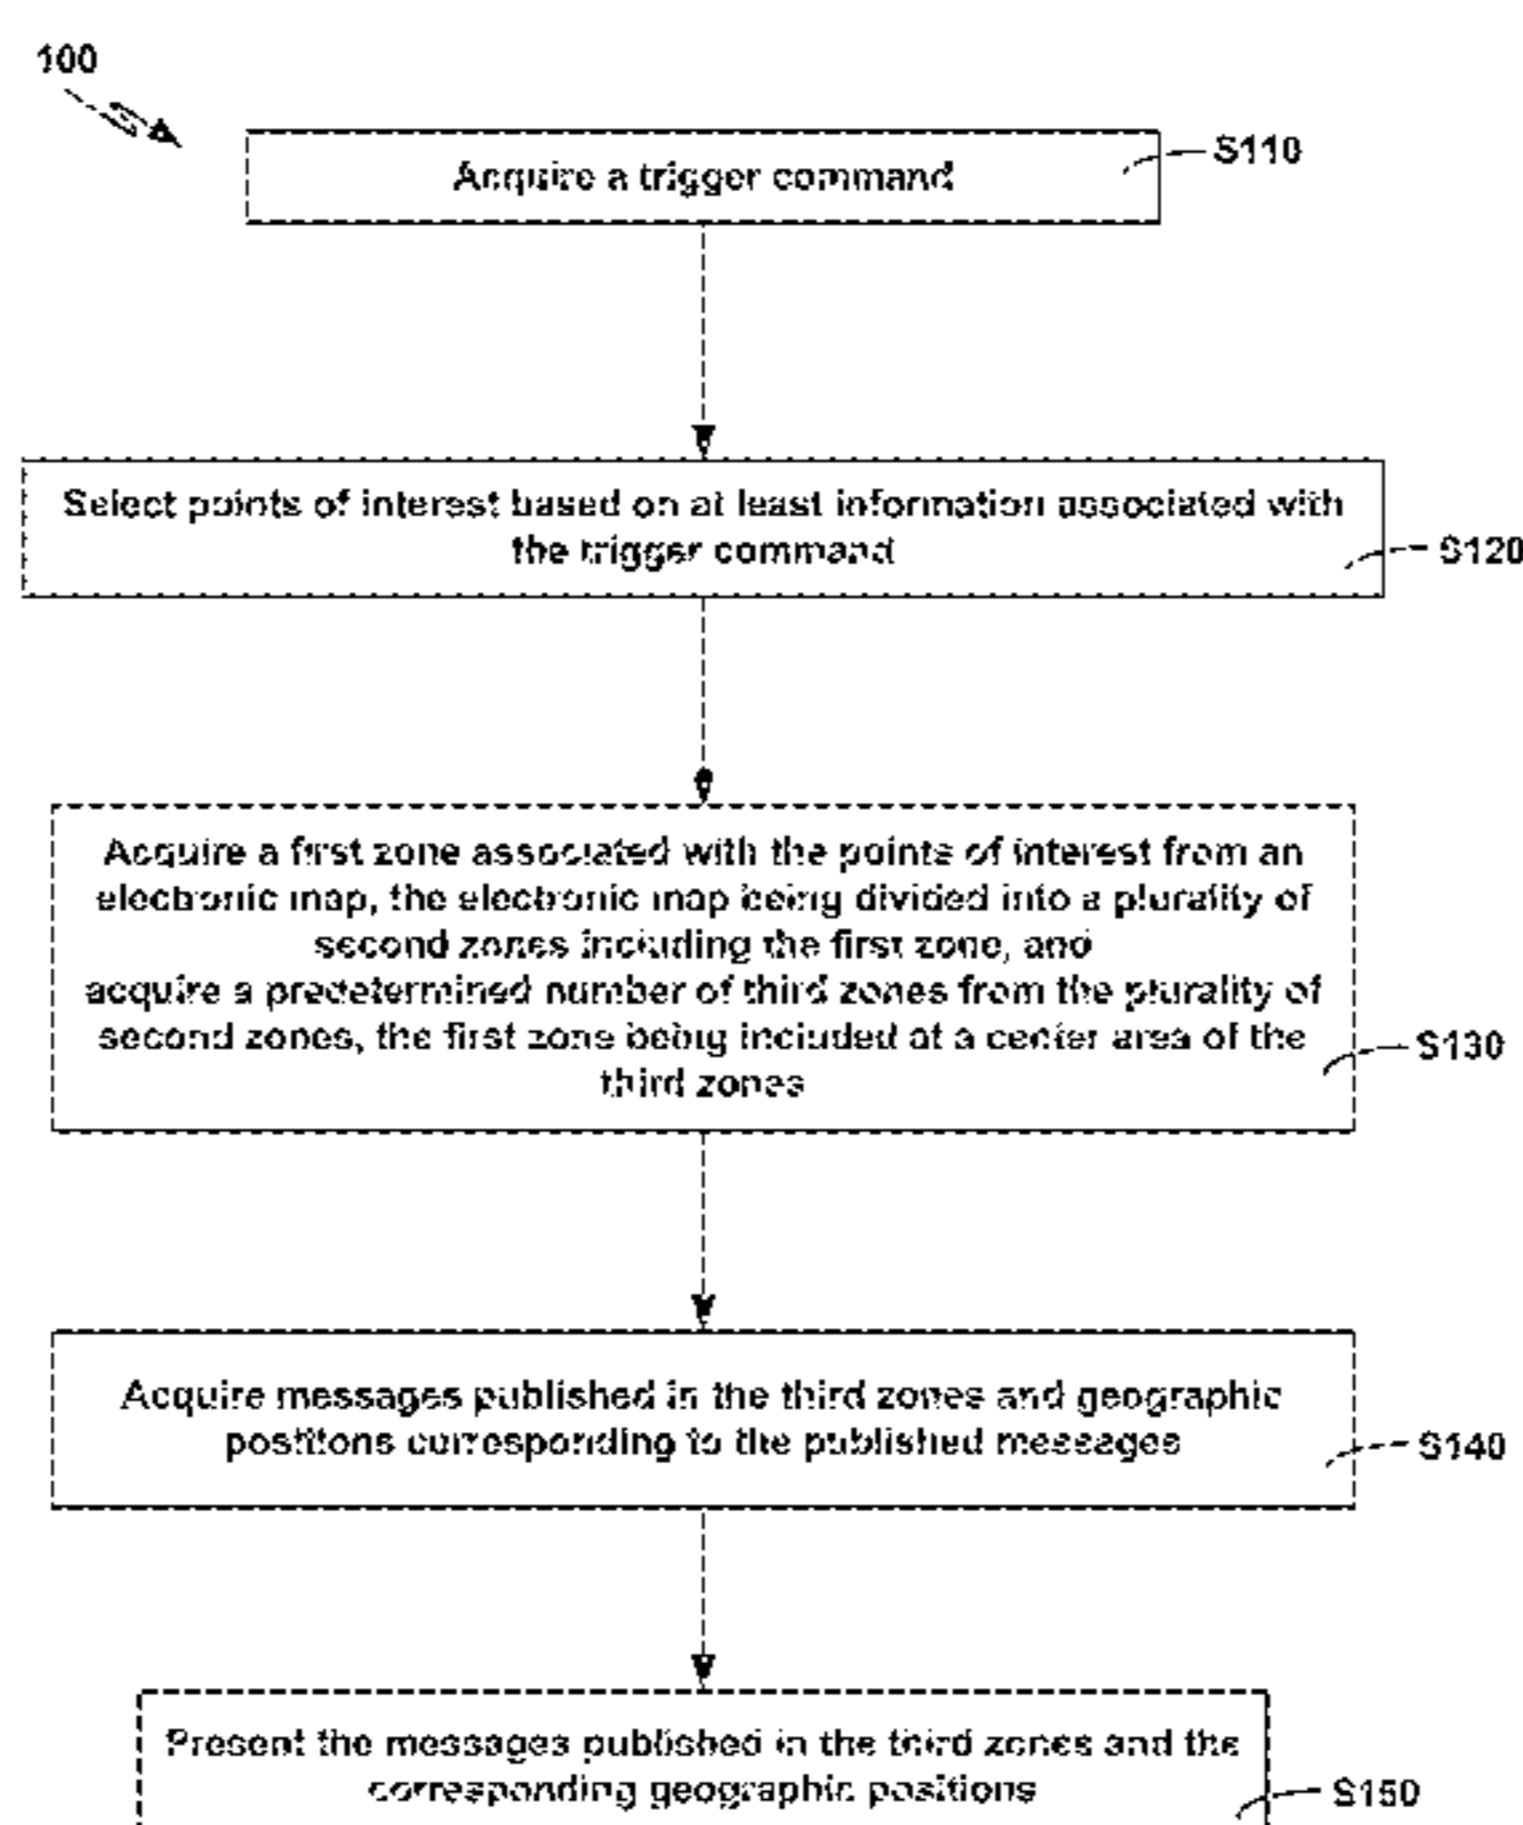 100
Acquire a trigger command
S110
Select points of interest based on at least information associated with
the trigger command
S120
Acquire a first zone associated with the points of interest from an
electronic map, the electronic map being divided into a plurality of
second zones including the first zone, and
acquire a predetermined number of third zones from the plurality of
second zones, the first zone being included at a center area of the
third zones
S130
Acquire messages published in the third zones and geographic
postitons corresponding to the published messages
S140
Present the messages published in the third zones and the
corresponding geographic positions
S150